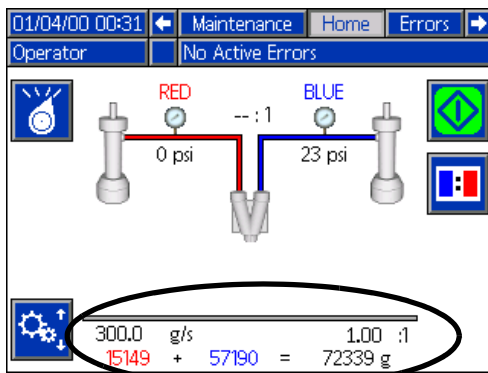 01/04/00 00:31 Maintenance Home Errors
Operator No Active Errors
RED BLUE
-- : 1
0 psi 23 psi
300.0 g/s 1.00 :1
15149 + 57190 = 72339 g